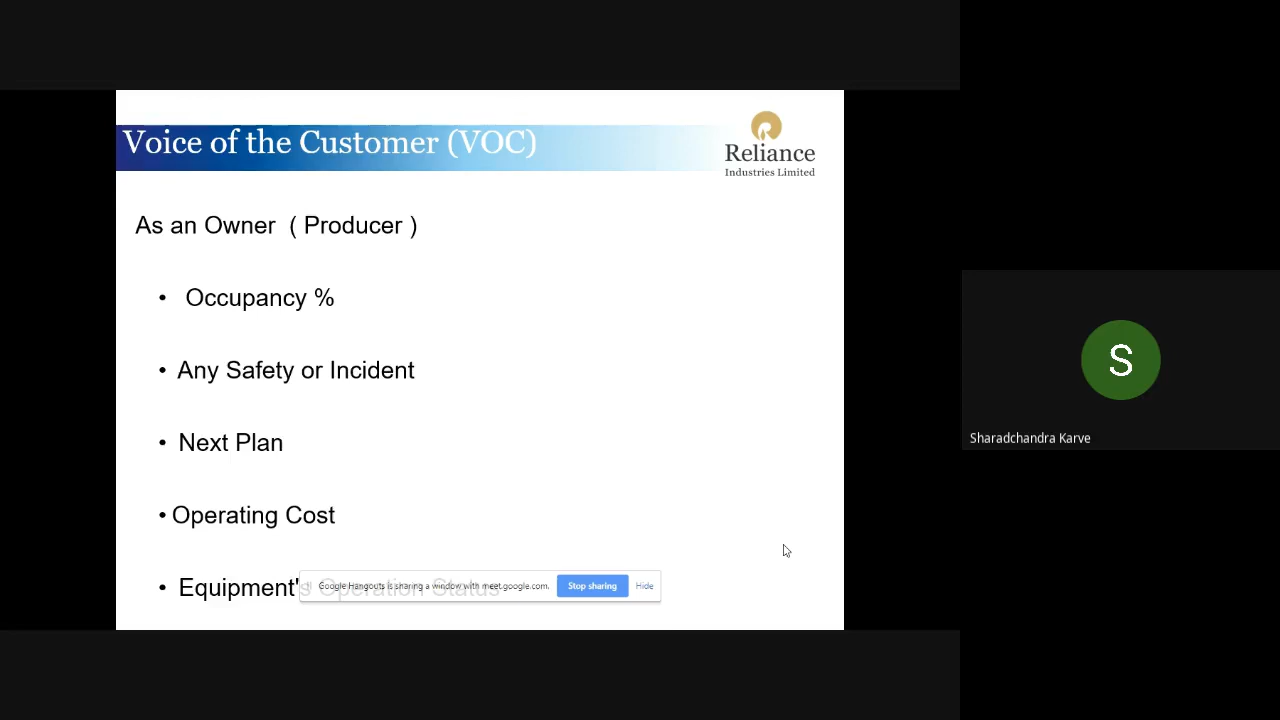 Voice of the Customer (VOC)
Reliance
Industries Limited
As an Owner ( Producer )
• Occupancy %
• Any Safety or Incident
• Next Plan
• Operating Cost
• Equipment's Operation Status
Google Hangouts is sharing a window with meet.google.com.
Stop sharing
Hide
S
Sharadchandra Karve